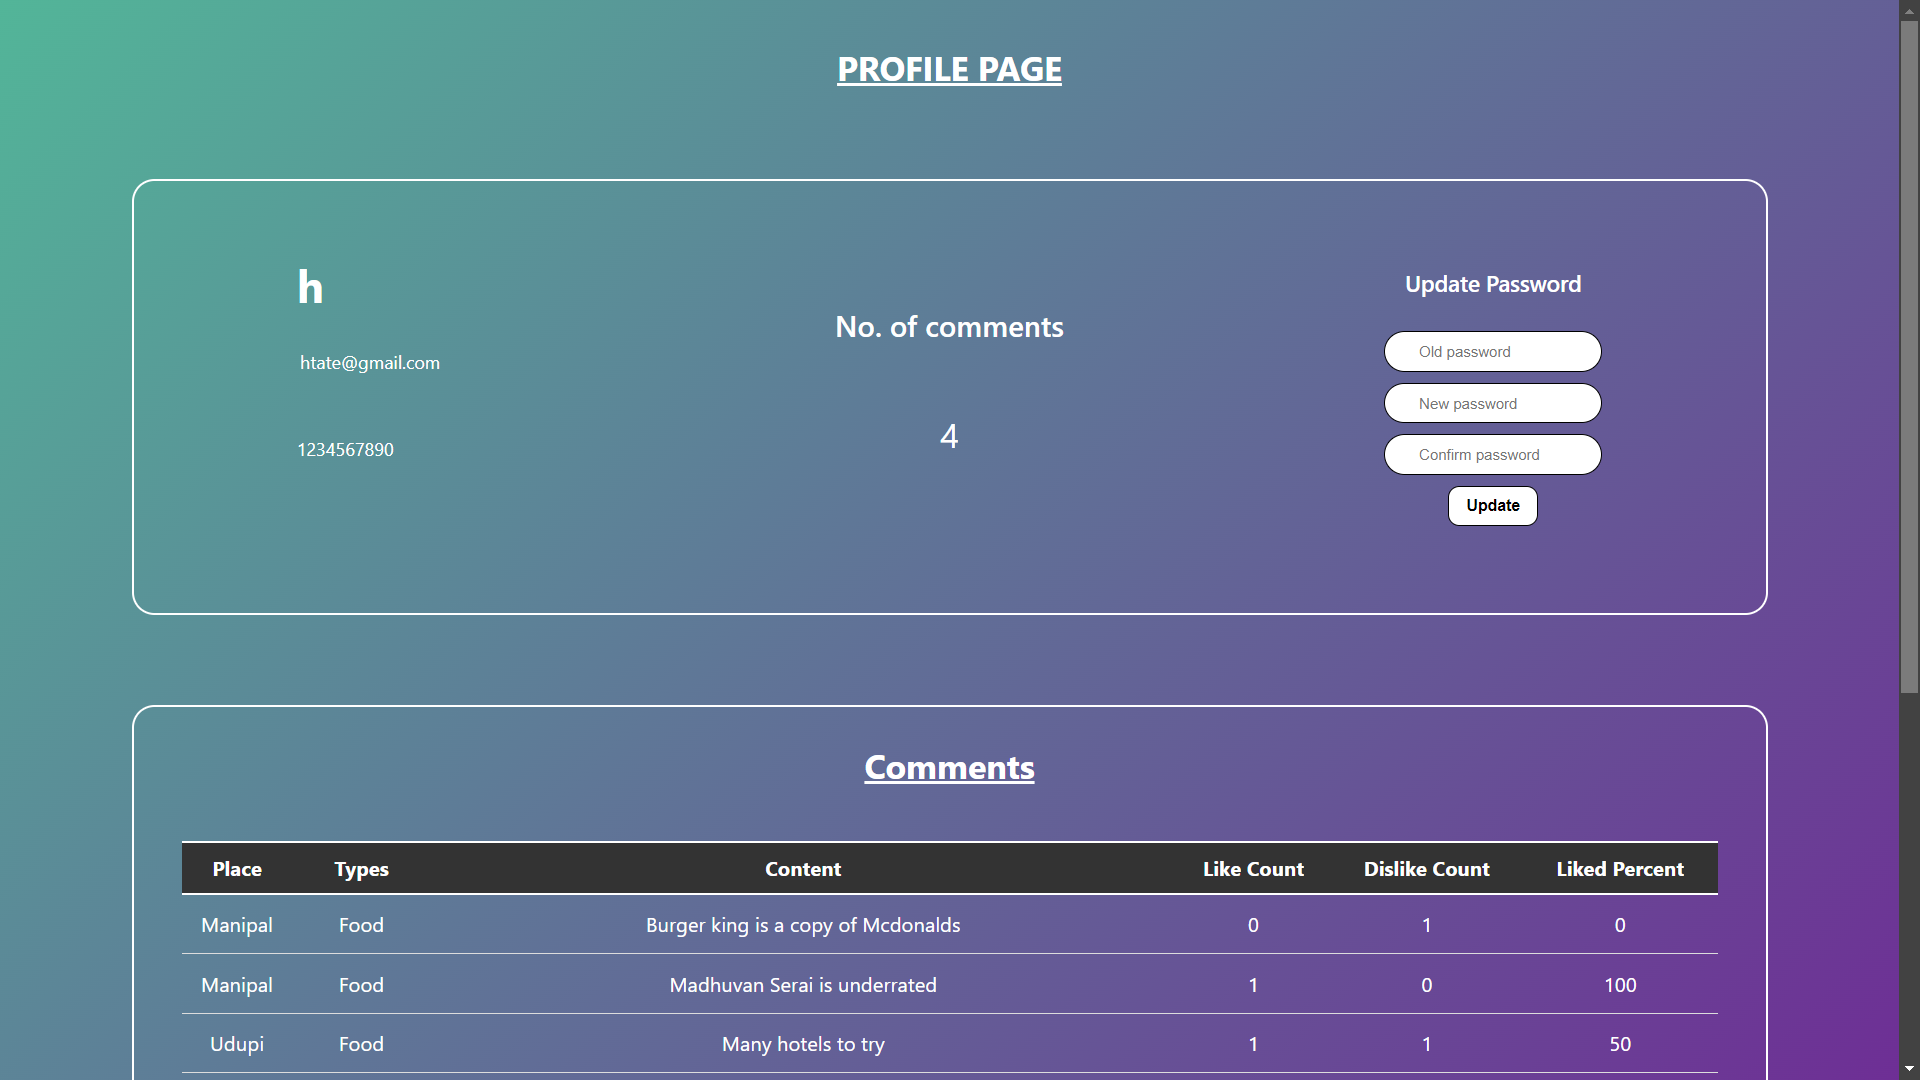 PROFILE PAGE
h
htate@gmail.com
1234567890
No. of comments
4
Update Password
Old password
New password
Confirm password
Update
Comments
Place Types Content Like Count Dislike Count Liked Percent
Manipal Food Burger king is a copy of Mcdonalds 0 1 0
Manipal Food Madhuvan Serai is underrated 1 0 100
Udupi Food Many hotels to try 1 1 50